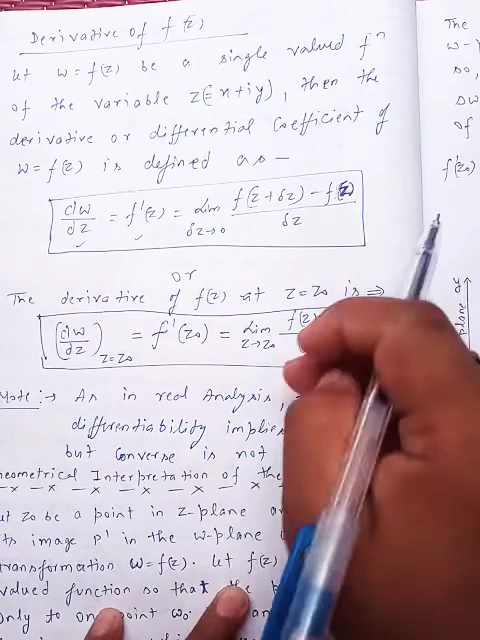 Derivative of f(z)
Let w = f(z) be a single valued fⁿ
of the variable z(= x+iy), then the
derivative or differential coefficient of
w = f(z) is defined as —
dw/dz = f'(z) = Lim δz→0 f(z+δz) - f(z) / δz
or
The derivative of f(z) at z = z₀ is ⇒
(dw/dz) z=z₀ = f'(z₀) = Lim z→z₀ f(z)
Note:→ As in real Analysis,
differentiability implies
but converse is not
Geometrical Interpretation of the
Let z₀ be a point in z-plane
its image p' in the w-plane
transformation w = f(z). Let f(z)
valued function so that the
only to one point w₀.
The
w-
so,
of
f'(z₀)
plane
y